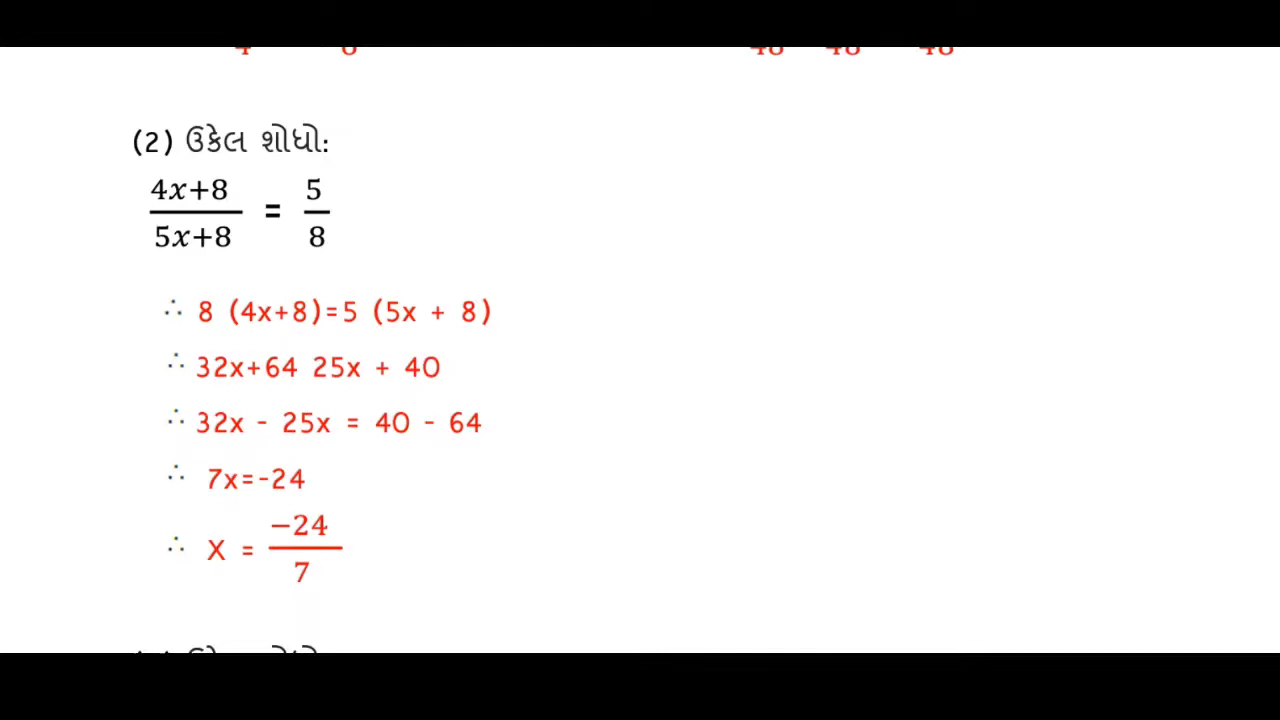 (2) ઉકેલ શોધો:
4x+8
5x+8
=
5
8
∴ 8 (4x+8)=5 (5x + 8)
∴ 32x+64 25x + 40
∴ 32x - 25x = 40 - 64
∴ 7x=-24
∴ X = −24
7